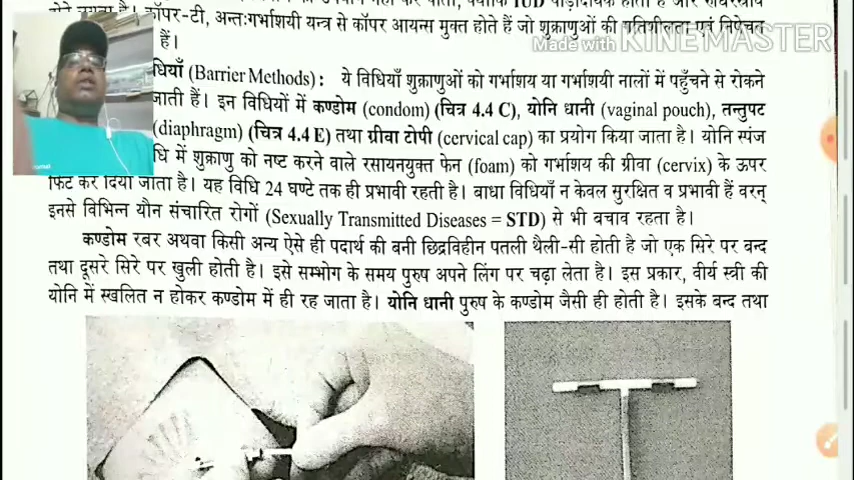 होते रहता है। कॉपर-टी, अन्तःगर्भाशयी यन्त्र से कॉपर आयन्स मुक्त होते हैं जो शुक्राणुओं की गतिशीलता एवं निषेचन
Made with KINEMASTER
हैं।
धियाँ (Barrier Methods) : ये विधियाँ शुक्राणुओं को गर्भाशय या गर्भाशयी नालों में पहुँचने से रोकने
जाती हैं। इन विधियों में कण्डोम (condom) (चित्र 4.4 C), योनि धानी (vaginal pouch), तन्तुपट
(diaphragm) (चित्र 4.4 E) तथा ग्रीवा टोपी (cervical cap) का प्रयोग किया जाता है। योनि स्पंज
धि में शुक्राणु को नष्ट करने वाले रसायनयुक्त फेन (foam) को गर्भाशय की ग्रीवा (cervix) के ऊपर
फिट कर दिया जाता है। यह विधि 24 घण्टे तक ही प्रभावी रहती है। बाधा विधियाँ न केवल सुरक्षित व प्रभावी हैं वरन्
इनसे विभिन्न यौन संचारित रोगों (Sexually Transmitted Diseases = STD) से भी बचाव रहता है।
कण्डोम रबर अथवा किसी अन्य ऐसे ही पदार्थ की बनी छिद्रविहीन पतली थैली-सी होती है जो एक सिरे पर बन्द
तथा दूसरे सिरे पर खुली होती है। इसे सम्भोग के समय पुरुष अपने लिंग पर चढ़ा लेता है। इस प्रकार, वीर्य स्त्री की
योनि में स्खलित न होकर कण्डोम में ही रह जाता है। योनि धानी पुरुष के कण्डोम जैसी ही होती है। इसके बन्द तथा